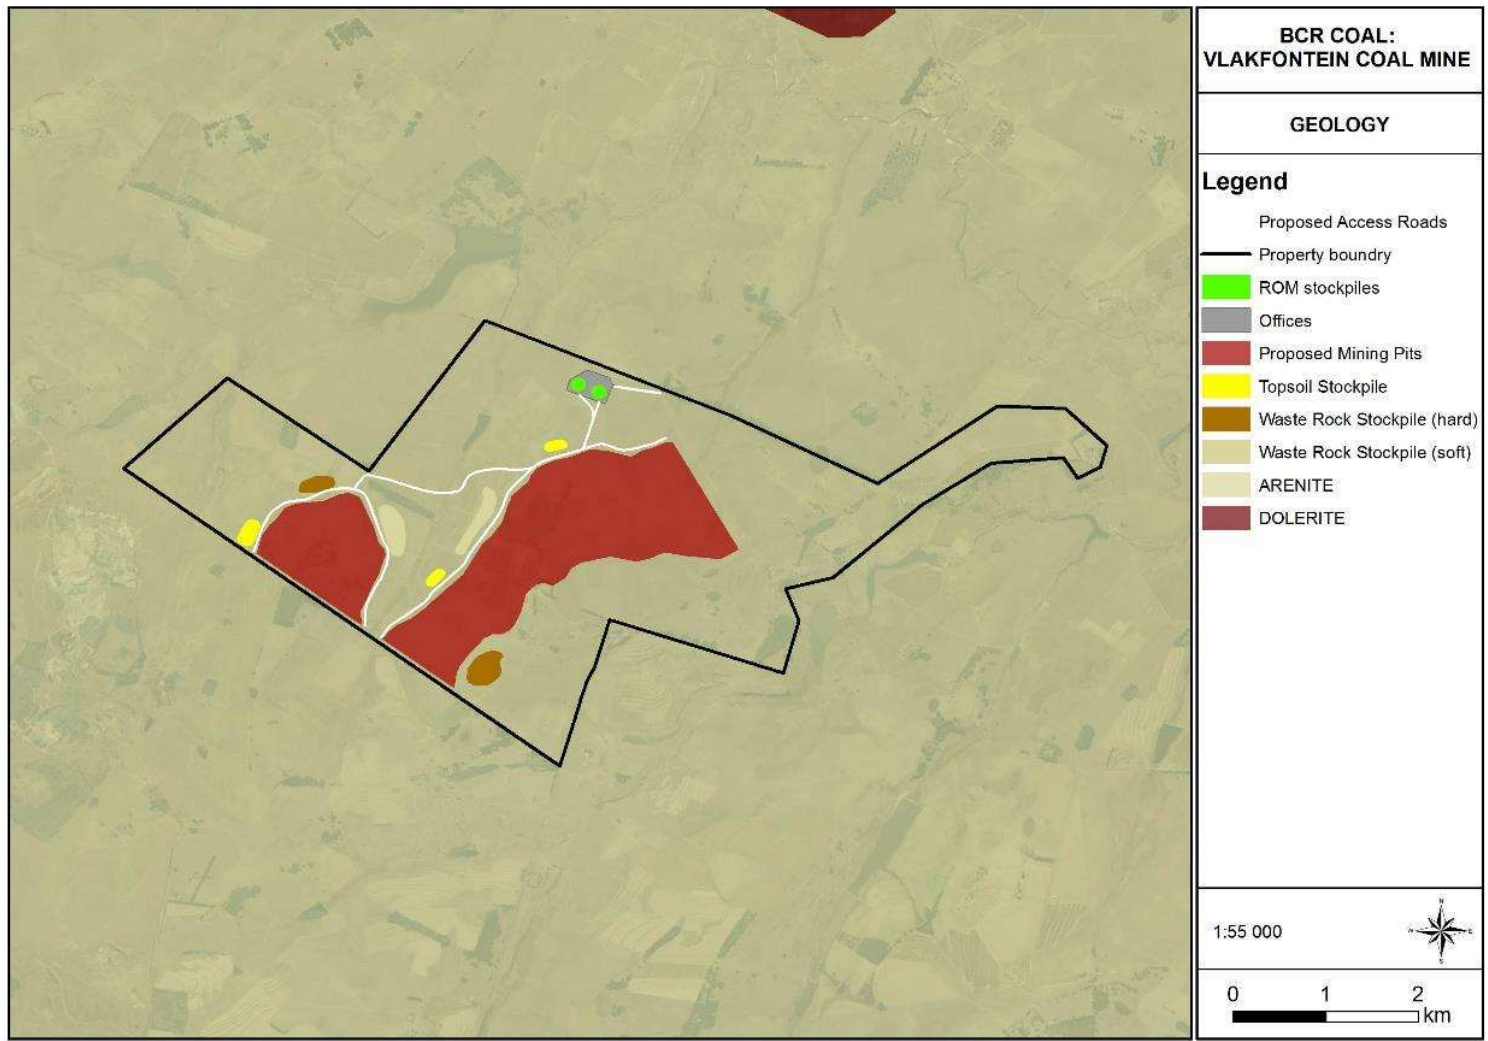 BCR COAL:
VLAKFONTEIN COAL MINE
GEOLOGY
Legend
Proposed Access Roads
Property boundry
ROM stockpiles
Offices
Proposed Mining Pits
Topsoil Stockpile
Waste Rock Stockpile (hard)
Waste Rock Stockpile (soft)
ARENITE
DOLERITE
N
W E
S
1:55 000
0 1 2
km